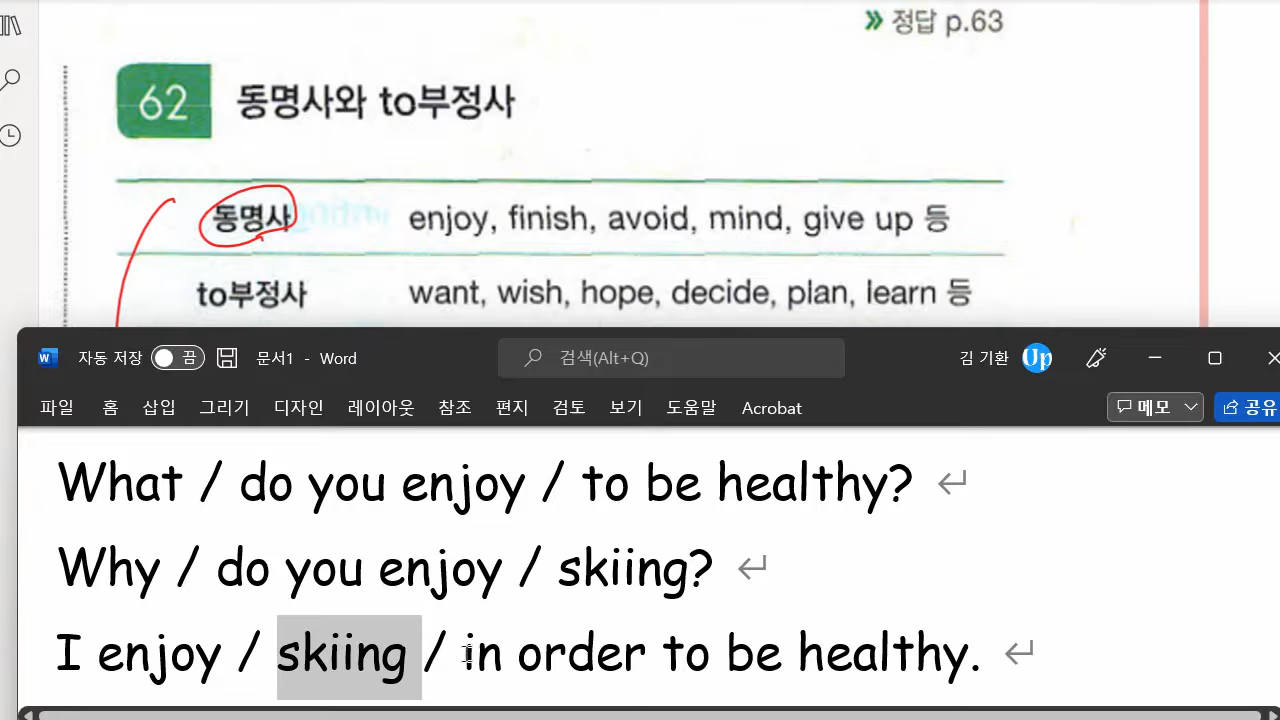 정답 p.63
62 동명사와 to부정사
동명사 enjoy, finish, avoid, mind, give up 등
to부정사 want, wish, hope, decide, plan, learn 등
자동 저장 끔 문서1 - Word 검색(Alt+Q) 김 기환 Up
파일 홈 삽입 그리기 디자인 레이아웃 참조 편지 검토 보기 도움말 Acrobat 메모 공유
What / do you enjoy / to be healthy?
Why / do you enjoy / skiing?
I enjoy / skiing / in order to be healthy.